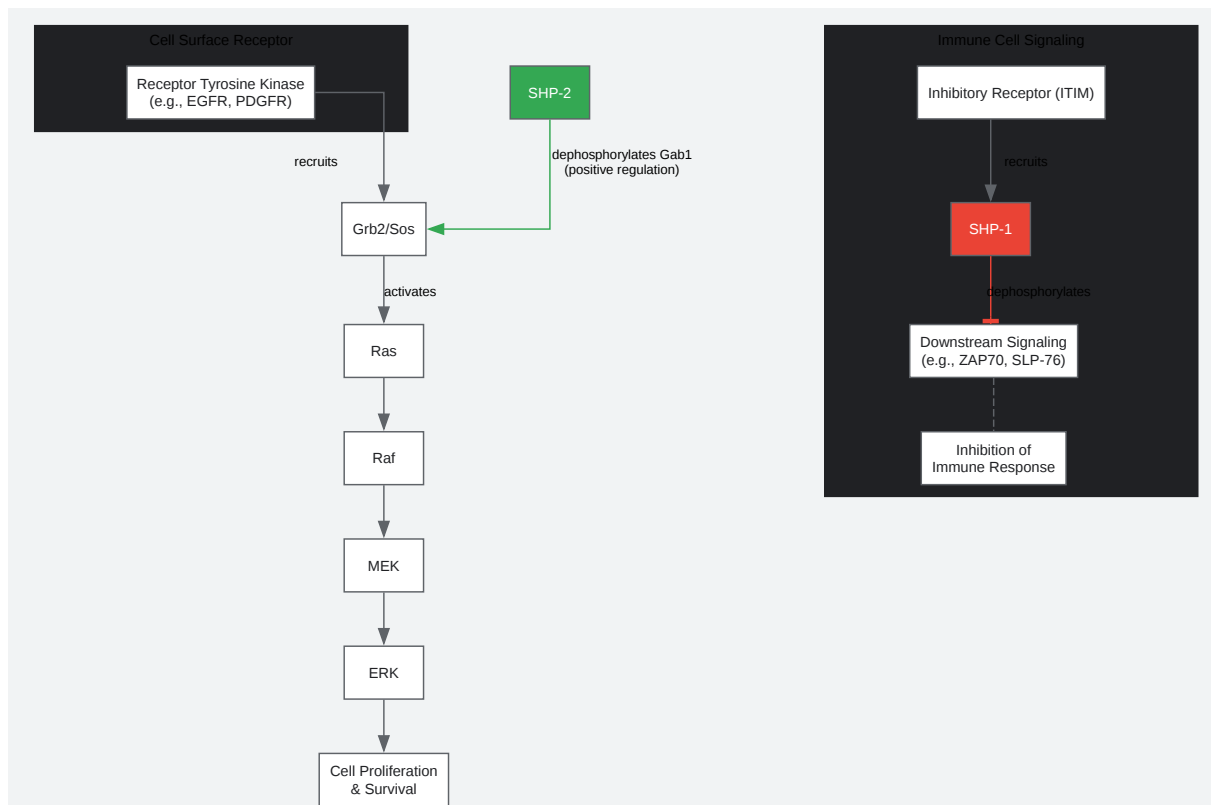 Cell Surface Receptor
Receptor Tyrosine Kinase
(e.g., EGFR, PDGFR)
SHP-2
recruits
dephosphorylates Gab1
(positive regulation)
Grb2/Sos
activates
Ras
Raf
MEK
ERK
Cell Proliferation
& Survival
Immune Cell Signaling
Inhibitory Receptor (ITIM)
recruits
SHP-1
dephosphorylates
Downstream Signaling
(e.g., ZAP70, SLP-76)
Inhibition of
Immune Response